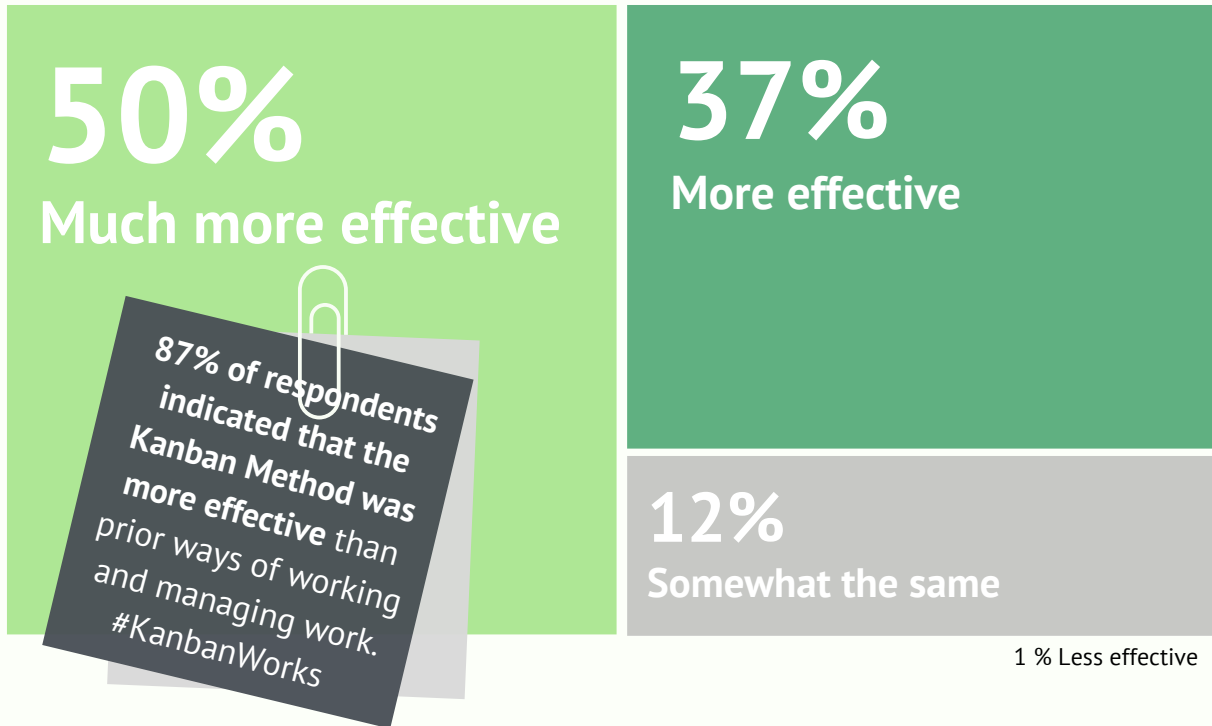 50%
Much more effective
37%
More effective
87% of respondents
indicated that the
Kanban Method was
more effective than
prior ways of working
and managing work.
#KanbanWorks
12%
Somewhat the same
1 % Less effective